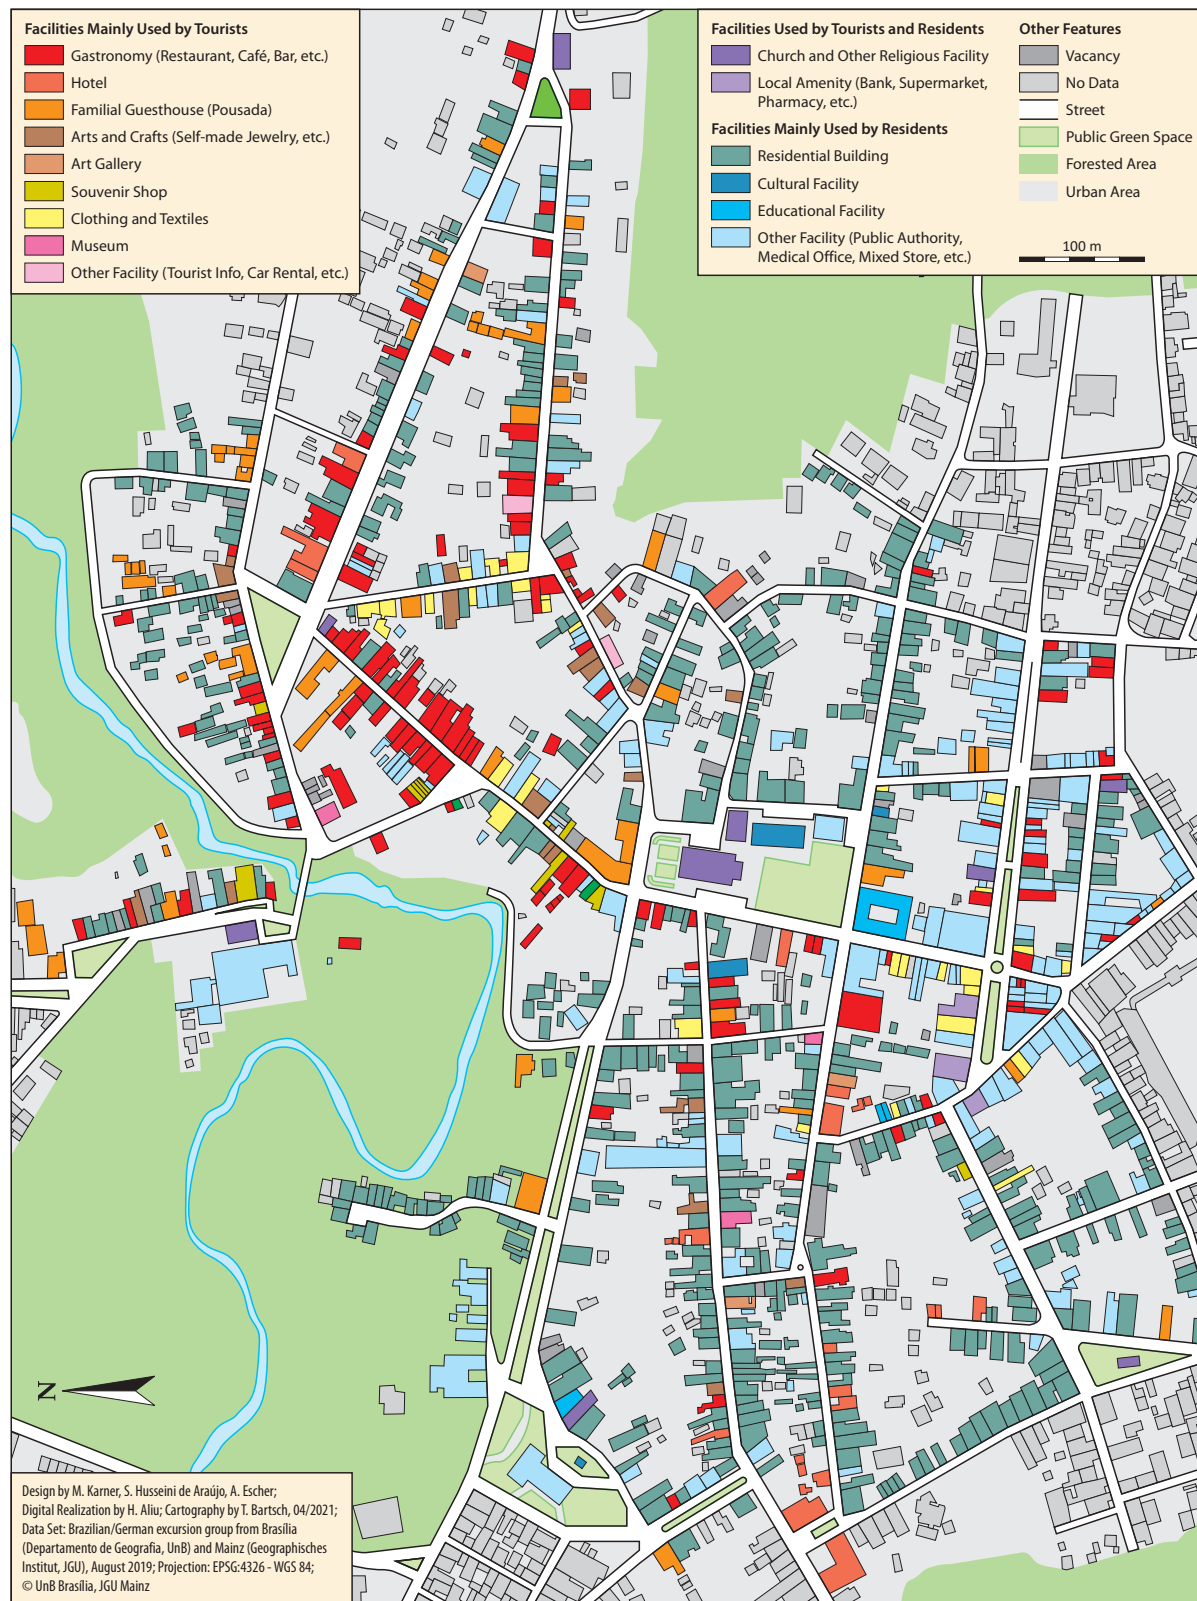 Facilities Mainly Used by Tourists
Gastronomy (Restaurant, Café, Bar, etc.)
Hotel
Familial Guesthouse (Pousada)
Arts and Crafts (Self-made Jewelry, etc.)
Art Gallery
Souvenir Shop
Clothing and Textiles
Museum
Other Facility (Tourist Info, Car Rental, etc.)
Facilities Used by Tourists and Residents
Church and Other Religious Facility
Local Amenity (Bank, Supermarket,
Pharmacy, etc.)
Facilities Mainly Used by Residents
Residential Building
Cultural Facility
Educational Facility
Other Facility (Public Authority,
Medical Office, Mixed Store, etc.)
Other Features
Vacancy
No Data
Street
Public Green Space
Forested Area
Urban Area
100 m
N
Design by M. Karner, S. Husseini de Araújo, A. Escher;
Digital Realization by H. Aliu; Cartography by T. Bartsch, 04/2021;
Data Set: Brazilian/German excursion group from Brasília
(Departamento de Geografia, UnB) and Mainz (Geographisches
Institut, JGU), August 2019; Projection: EPSG:4326 - WGS 84;
© UnB Brasília, JGU Mainz